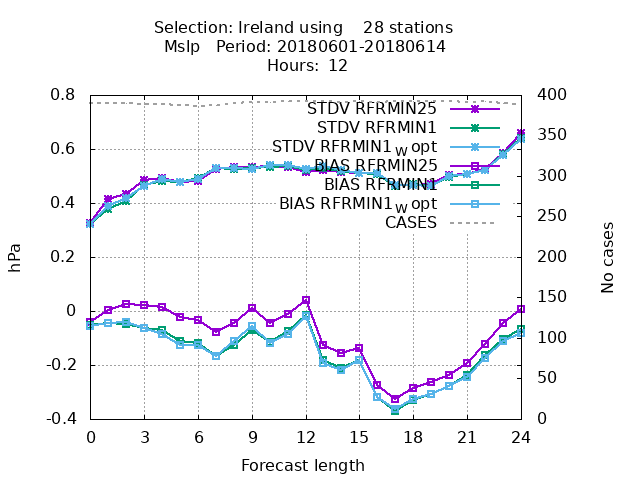 Selection: Ireland using    28 stations
Mslp   Period: 20180601-20180614
Hours:  12
0.8
0.6
0.4
0.2
0
-0.2
-0.4
hPa
400
350
300
250
200
150
100
50
0
No cases
STDV RFRMIN25
STDV RFRMIN1
STDV RFRMIN1_W opt
BIAS RFRMIN25
BIAS RFRMIN1
BIAS RFRMIN1_W opt
CASES
0 3 6 9 12 15 18 21 24
Forecast length